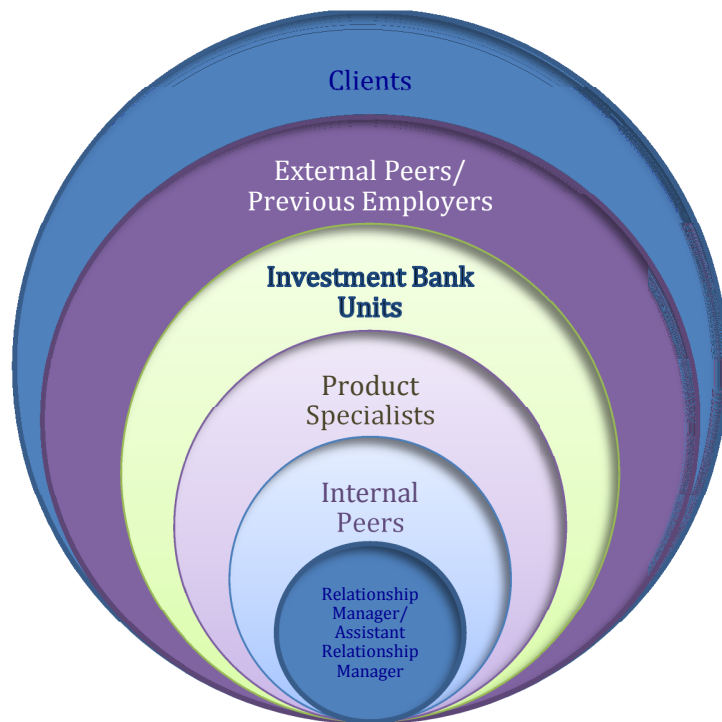 Clients
External Peers/
Previous Employers
Investment Bank
Units
Product
Specialists
Internal
Peers
Relationship
Manager/
Assistant
Relationship
Manager